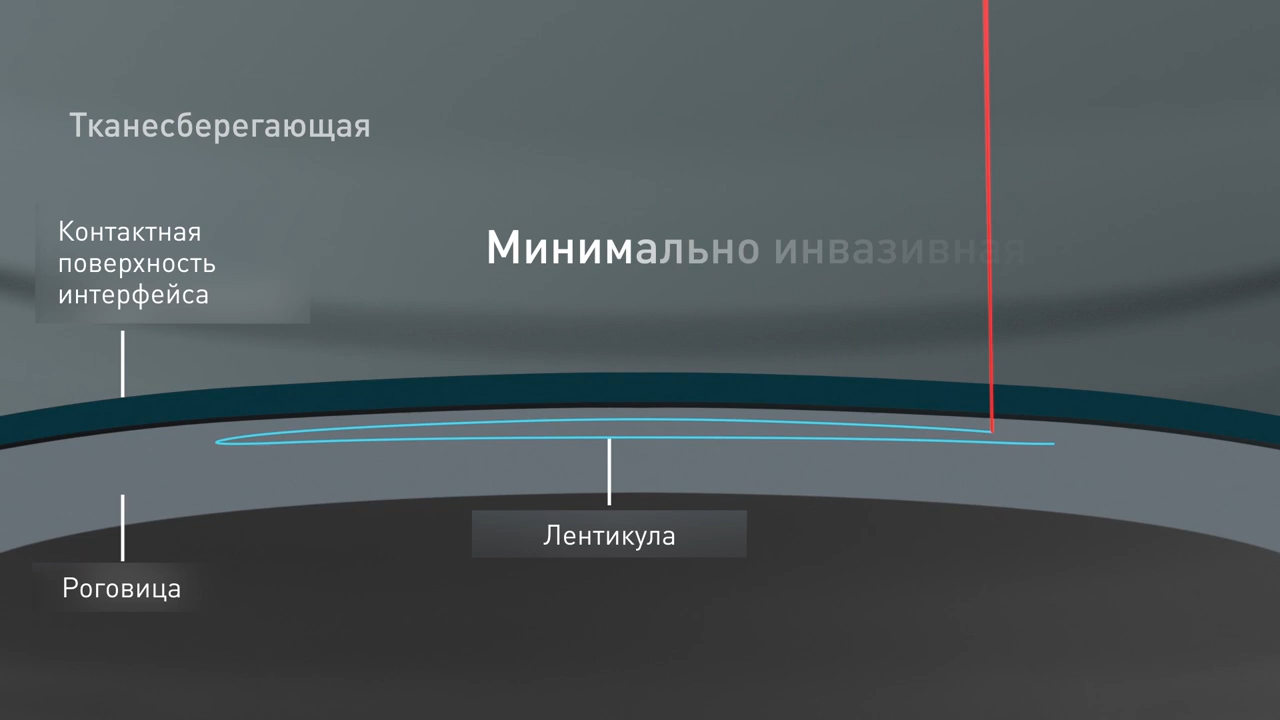 Тканесберегающая
Контактная
поверхность
интерфейса
Минимально инвазивная
Лентикула
Роговица